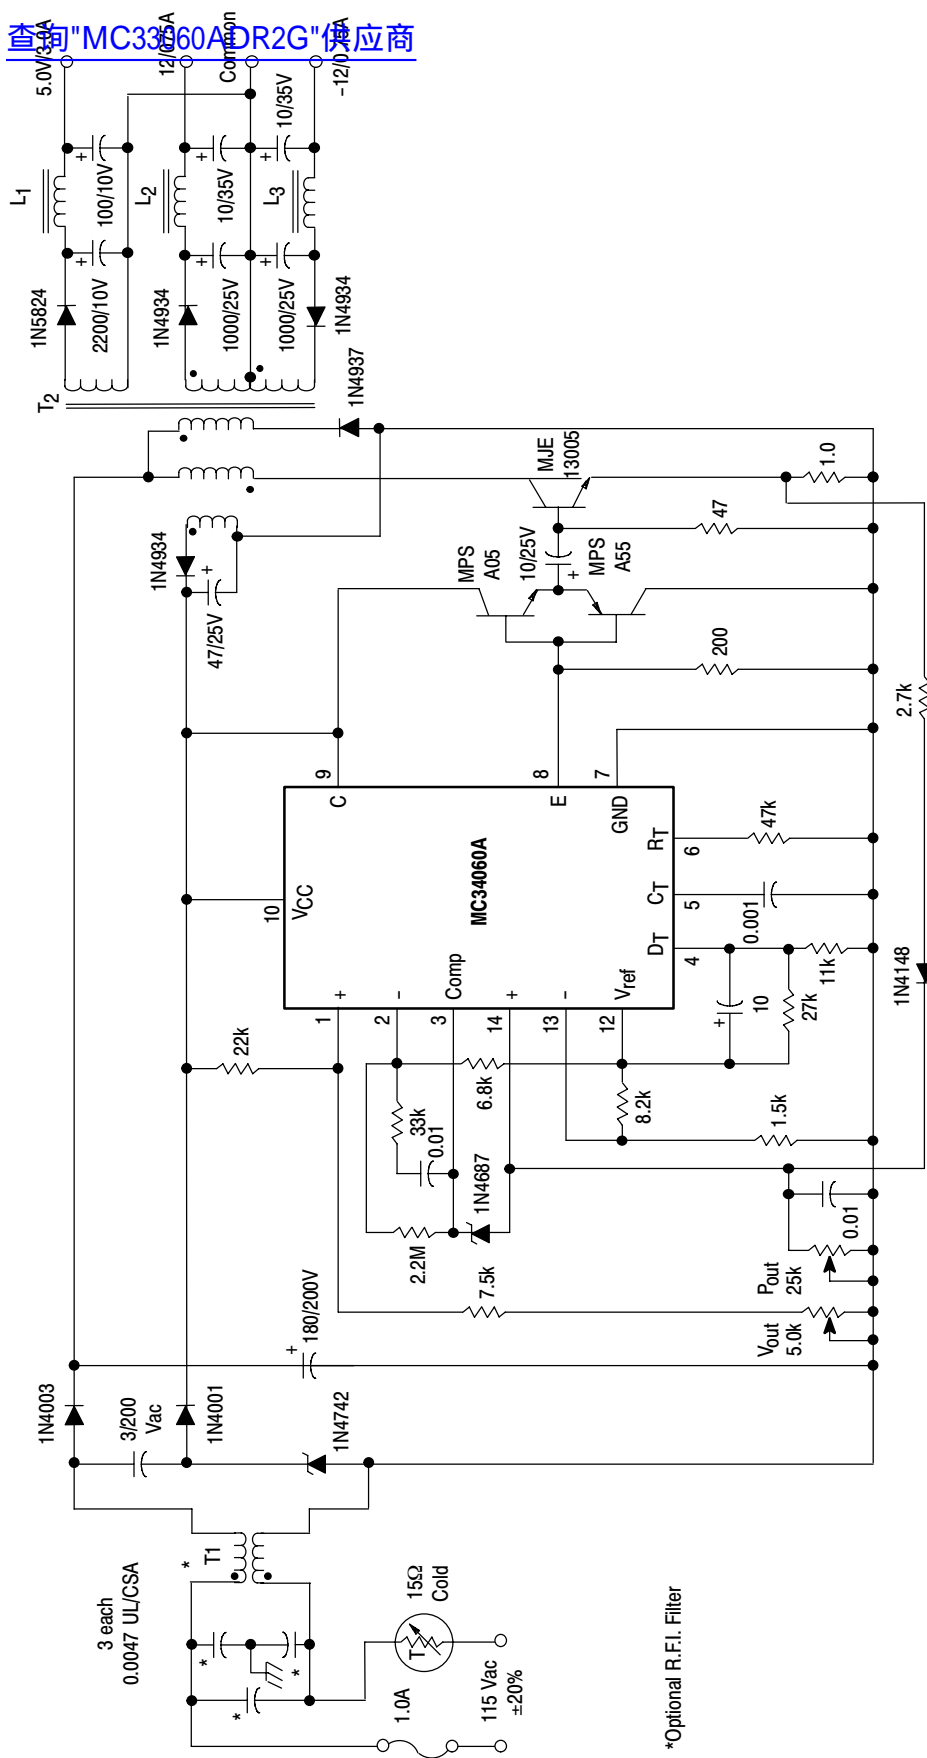 查询"MC33060ADR2G"供应商
5.0V/3.0A
12/0.75A
Common
-12/0.75A
L1
100/10V
L2
10/35V
10/35V
L3
1N5824
2200/10V
1N4934
1000/25V
1000/25V
1N4934
T2
1N4937
1N4934
47/25V
MPS
A05
10/25V
MPS
A55
MJE
13005
1.0
47
200
2.7k
9
C
8
E
7
GND
10
VCC
MC34060A
RT
6
47k
CT
5
0.001
DT
4
11k
1
+
2
-
3
Comp
14
+
13
-
12
Vref
10
27k
1N4148
22k
33k
0.01
6.8k
8.2k
1.5k
2.2M
1N4687
7.5k
0.01
Pout
25k
Vout
5.0k
180/200V
1N4003
3/200
Vac
1N4001
1N4742
3 each
0.0047 UL/CSA
*
T1
*
*
T
15Ω
Cold
1.0A
115 Vac
±20%
*Optional R.F.I. Filter